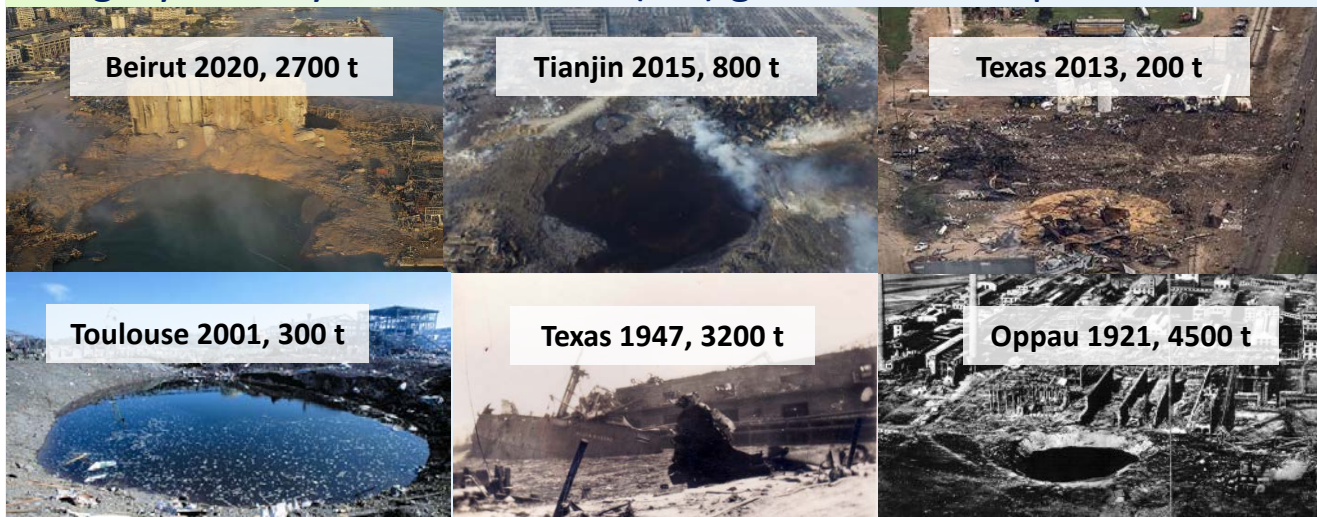 Beirut 2020, 2700 t
Tianjin 2015, 800 t
Texas 2013, 200 t
Toulouse 2001, 300 t
Texas 1947, 3200 t
Oppau 1921, 4500 t